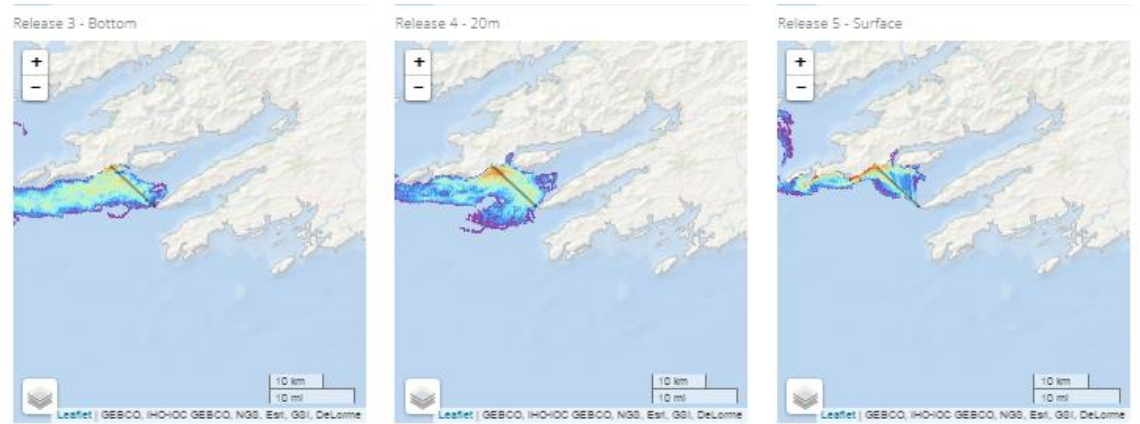 Release 3 - Bottom
+
−
10 km
10 mi
Leaflet | GEBCO, IHO-IOC GEBCO, NGS, Esri, GSI, DeLorme
Release 4 - 20m
+
−
10 km
10 mi
Leaflet | GEBCO, IHO-IOC GEBCO, NGS, Esri, GSI, DeLorme
Release 5 - Surface
+
−
10 km
10 mi
Leaflet | GEBCO, IHO-IOC GEBCO, NGS, Esri, GSI, DeLorme